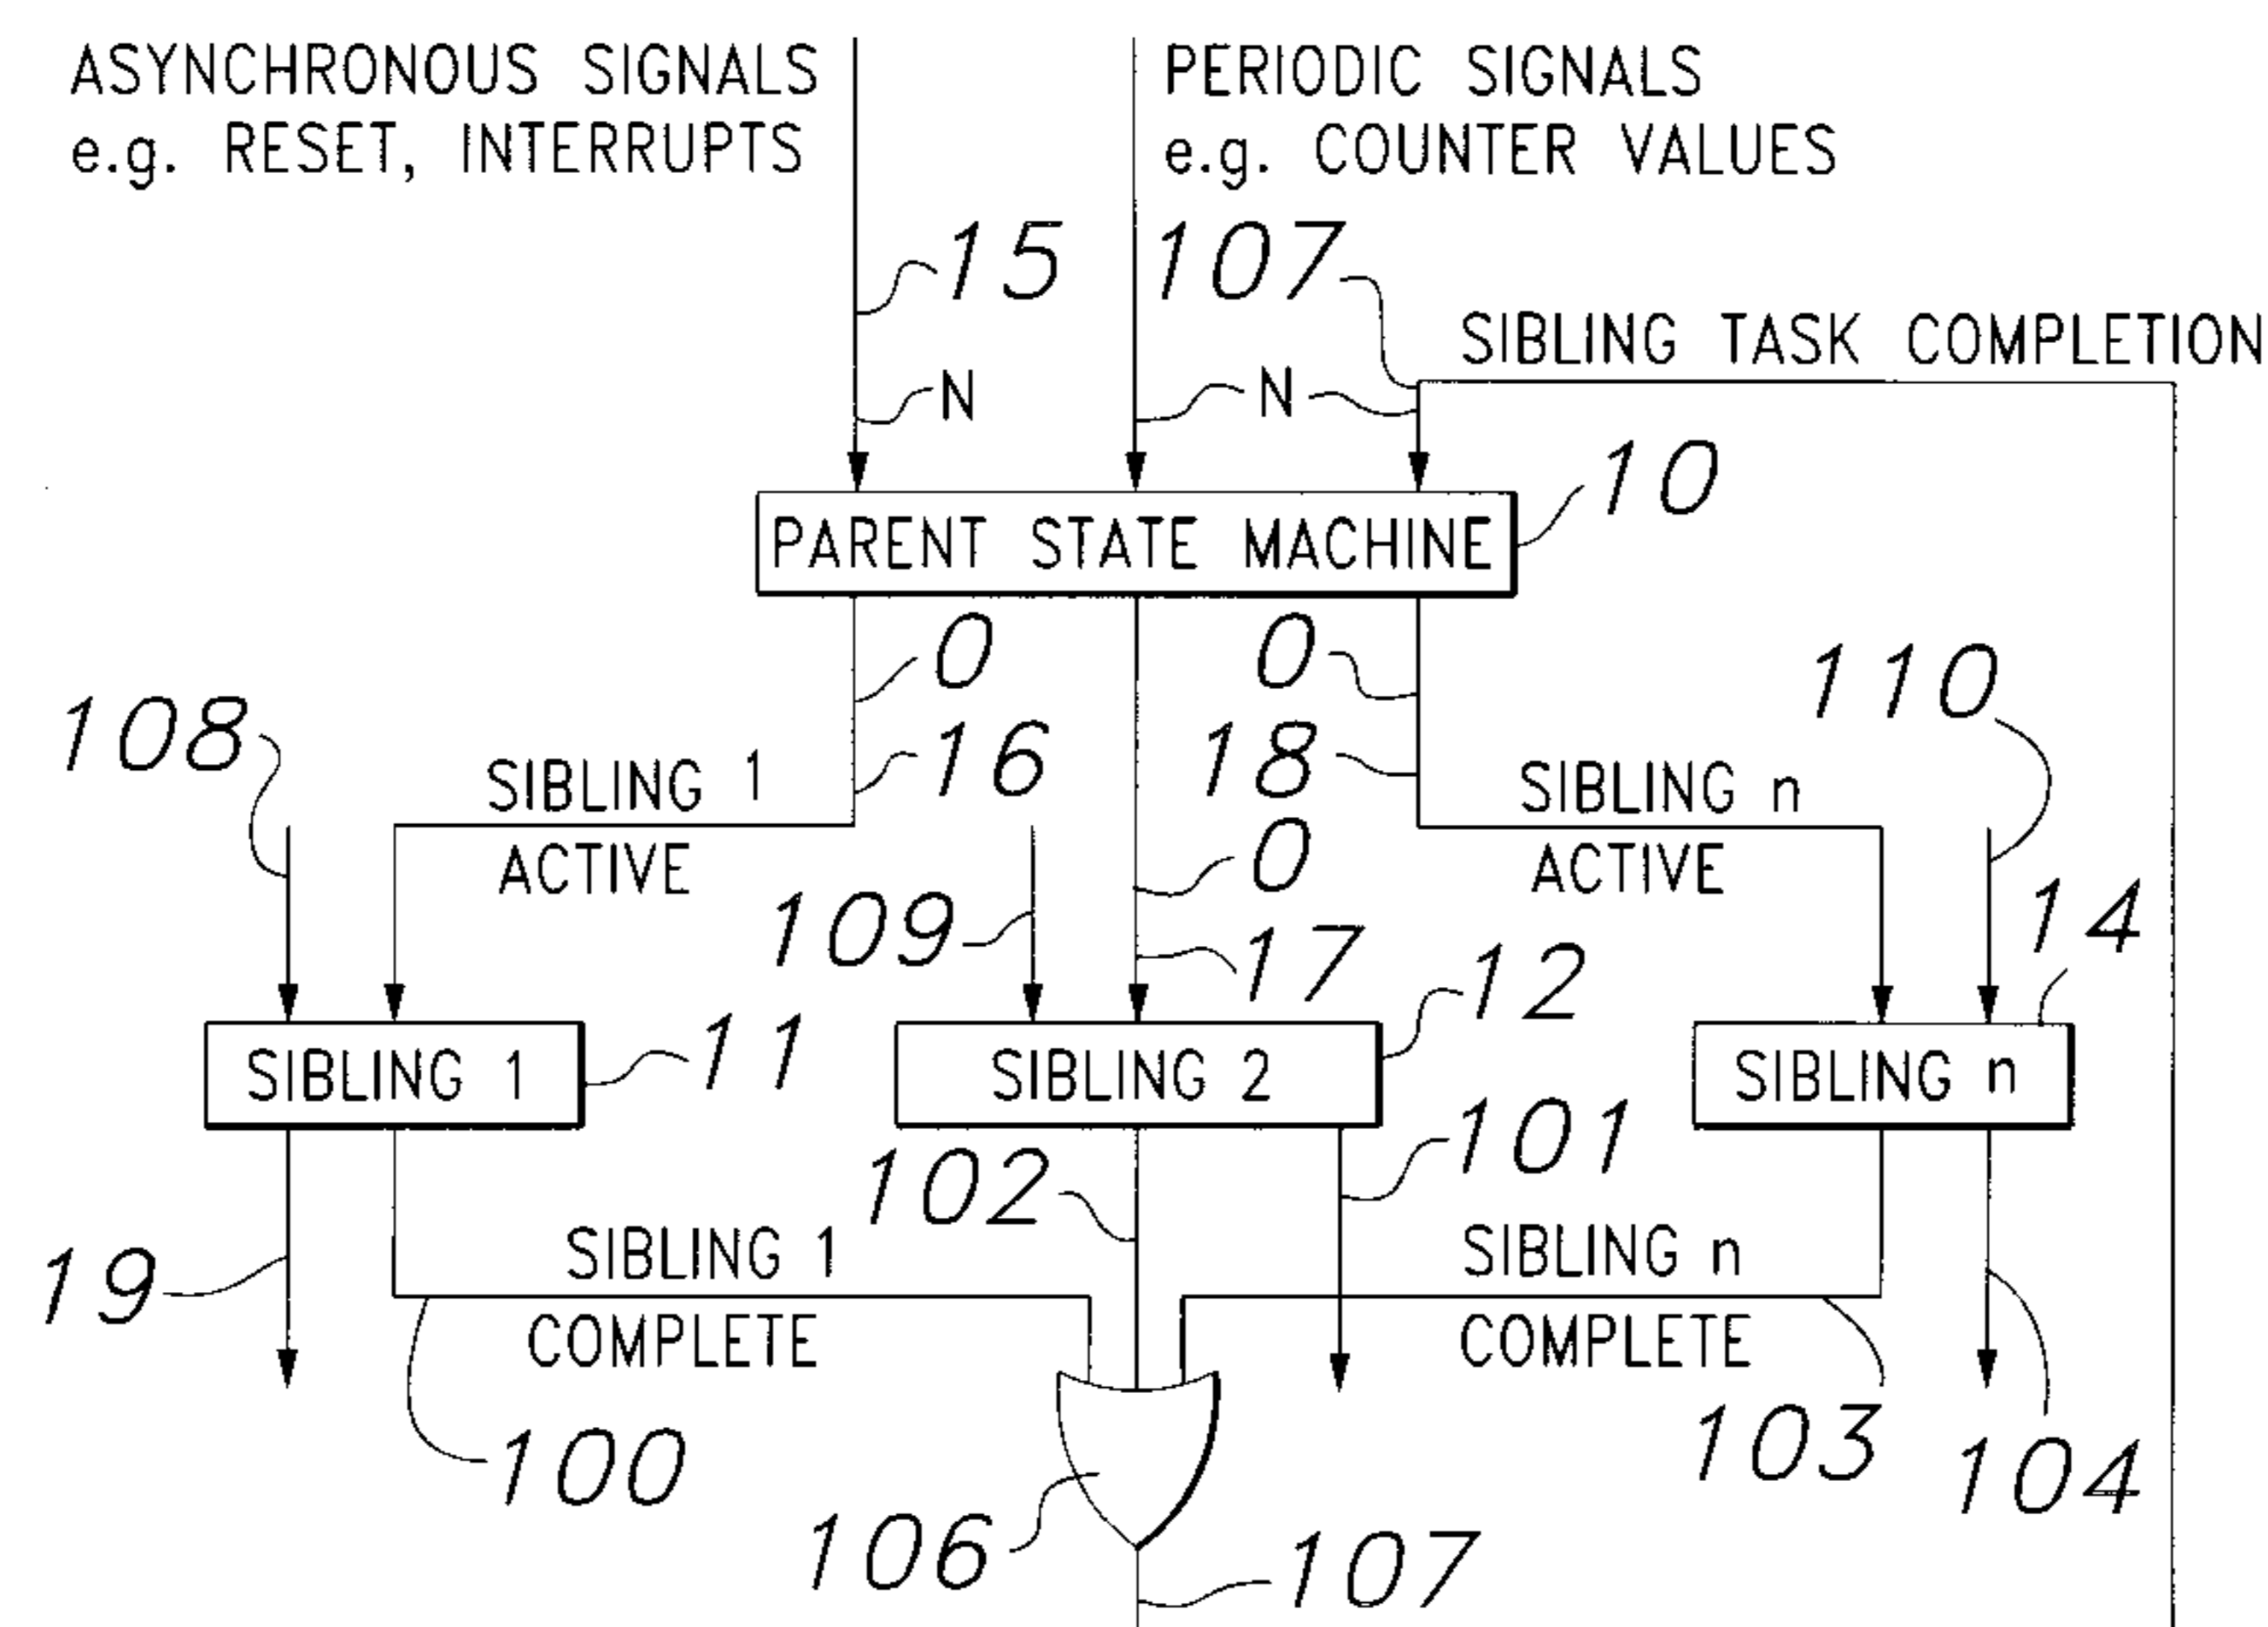 ASYNCHRONOUS SIGNALS
e.g. RESET, INTERRUPTS
PERIODIC SIGNALS
e.g. COUNTER VALUES
15
107
SIBLING TASK COMPLETION
N
N
10
PARENT STATE MACHINE
0
0
110
108
16
18
SIBLING 1
ACTIVE
SIBLING n
ACTIVE
0
109
17
12
14
SIBLING 1
11
SIBLING 2
SIBLING n
101
102
19
SIBLING 1
COMPLETE
SIBLING n
COMPLETE
100
103
104
106
107